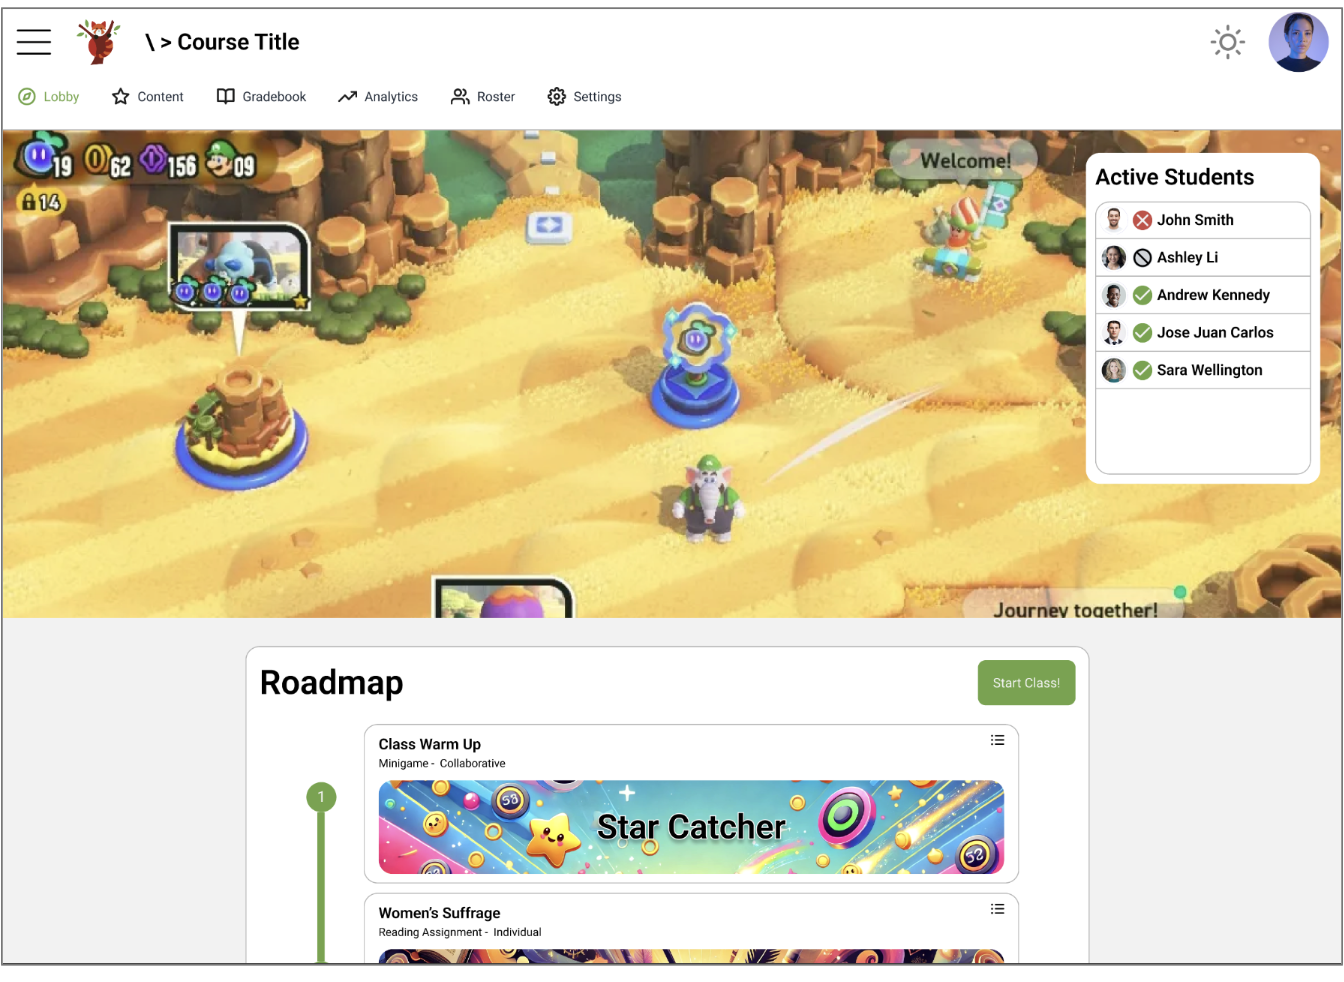 \ > Course Title
Lobby
Content
Gradebook
Analytics
Roster
Settings
19
62
156
09
14
Welcome!
Active Students
John Smith
Ashley Li
Andrew Kennedy
Jose Juan Carlos
Sara Wellington
Journey together!
Roadmap
Start Class!
Class Warm Up
Minigame - Collaborative
1
53
Star Catcher
52
Women's Suffrage
Reading Assignment - Individual